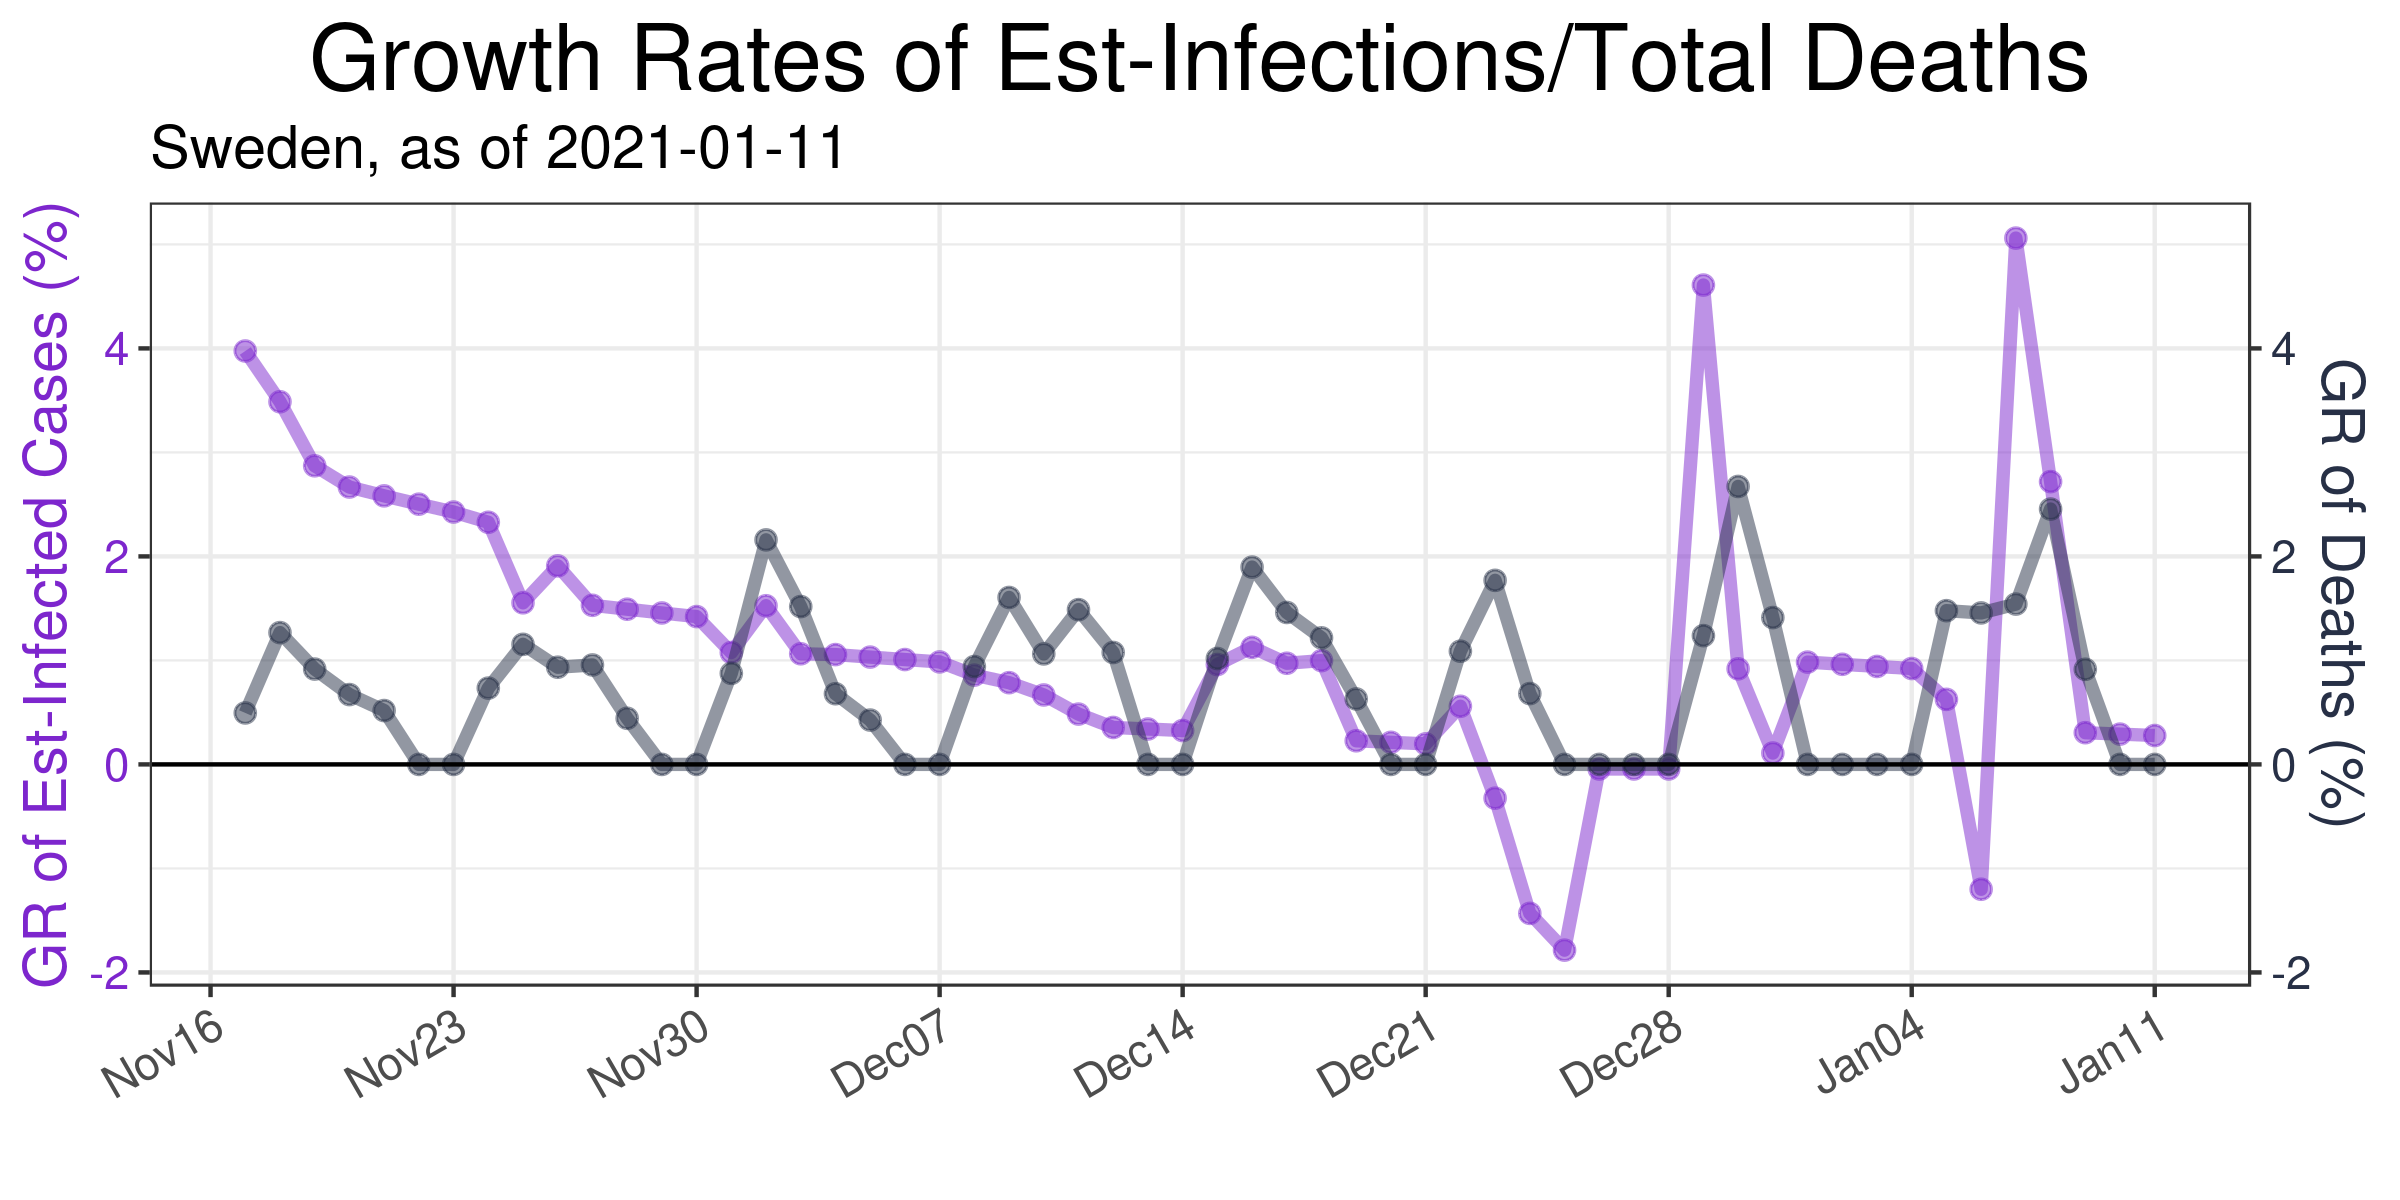 Growth Rates of Est-Infections/Total Deaths
Sweden, as of 2021-01-11
GR of Est-Infected Cases (%)
4
2
0
-2
4
2
0
-2
GR of Deaths (%)
Nov16
Nov23
Nov30
Dec07
Dec14
Dec21
Dec28
Jan04
Jan11